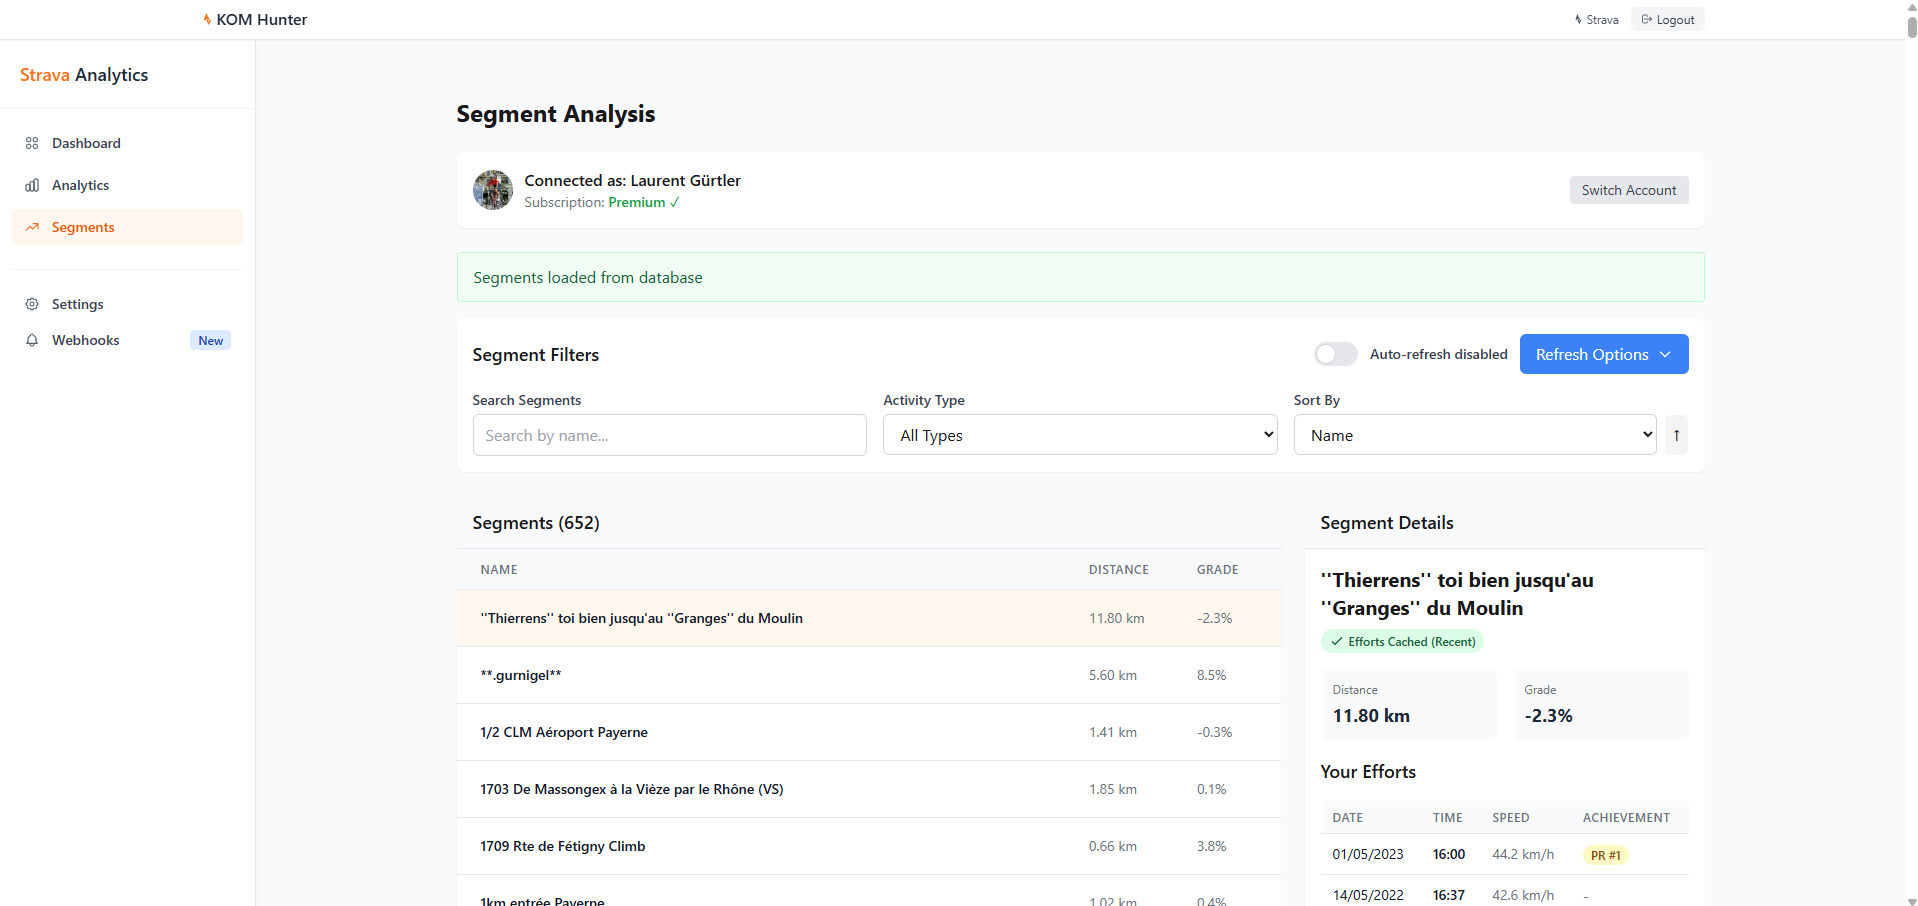 KOM Hunter
Strava
Logout
Strava Analytics
Dashboard
Analytics
Segments
Settings
Webhooks New
Segment Analysis
Connected as: Laurent Gürtler
Subscription: Premium ✓
Switch Account
Segments loaded from database
Segment Filters
Auto-refresh disabled
Refresh Options
Search Segments
Activity Type
Sort By
Search by name...
All Types
Name
↑
Segments (652)
NAME DISTANCE GRADE
''Thierrens'' toi bien jusqu'au ''Granges'' du Moulin 11.80 km -2.3%
**.gurnigel** 5.60 km 8.5%
1/2 CLM Aéroport Payerne 1.41 km -0.3%
1703 De Massongex à la Vièze par le Rhône (VS) 1.85 km 0.1%
1709 Rte de Fétigny Climb 0.66 km 3.8%
1km entrée Payerne 1.02 km 0.4%
Segment Details
''Thierrens'' toi bien jusqu'au
''Granges'' du Moulin
✓ Efforts Cached (Recent)
Distance
11.80 km
Grade
-2.3%
Your Efforts
DATE TIME SPEED ACHIEVEMENT
01/05/2023 16:00 44.2 km/h PR #1
14/05/2022 16:37 42.6 km/h -